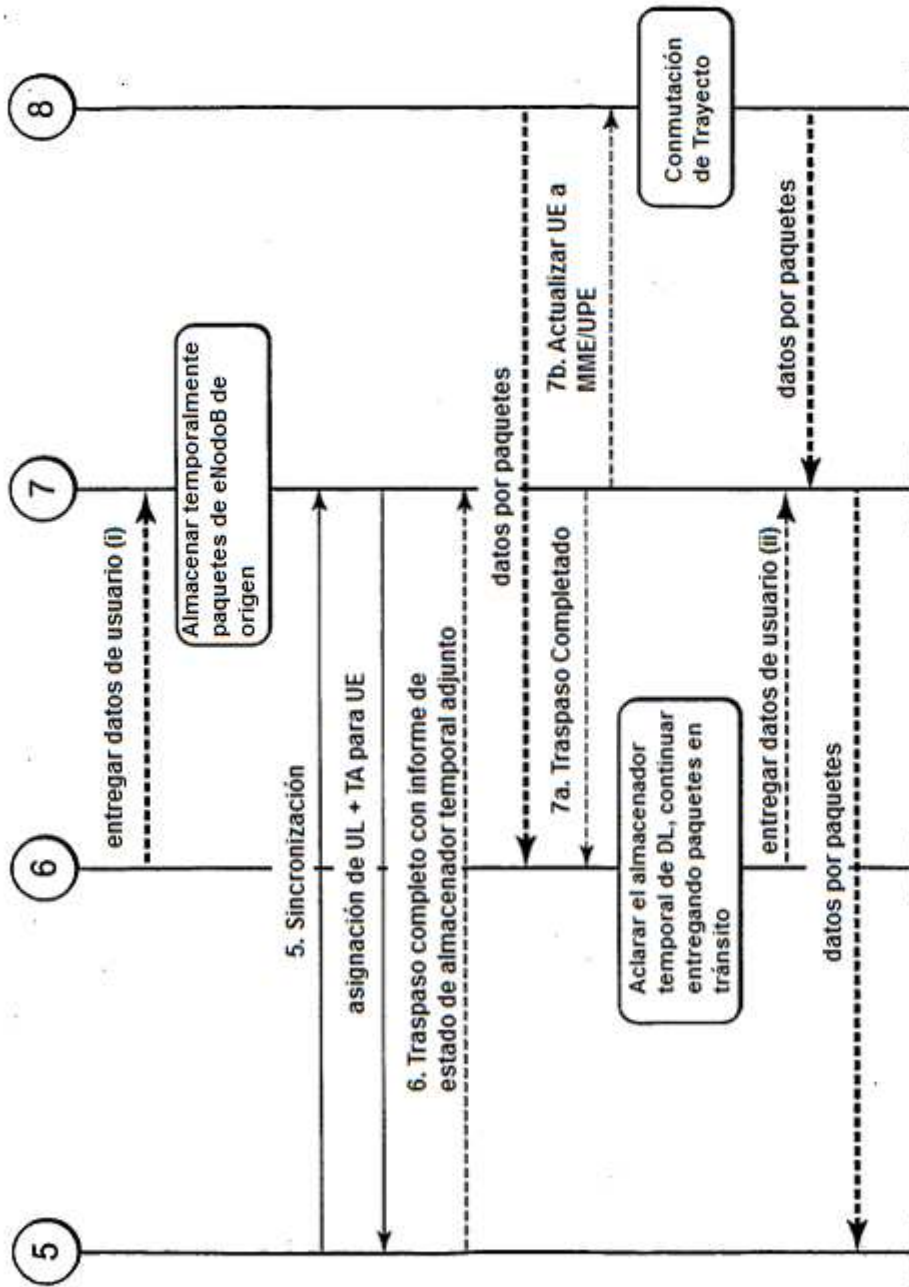 5
6
7
8
entregar datos de usuario (i)
Almacenar temporalmente
paquetes de eNodoB de
origen
5. Sincronización
asignación de UL + TA para UE
6. Traspaso completo con informe de
estado de almacenador temporal adjunto
datos por paquetes
7a. Traspaso Completado
7b. Actualizar UE a
MME/UPE
Aclarar el almacenador
temporal de DL, continuar
entregando paquetes en
tránsito
Conmutación
de Trayecto
entregar datos de usuario (ii)
datos por paquetes
datos por paquetes